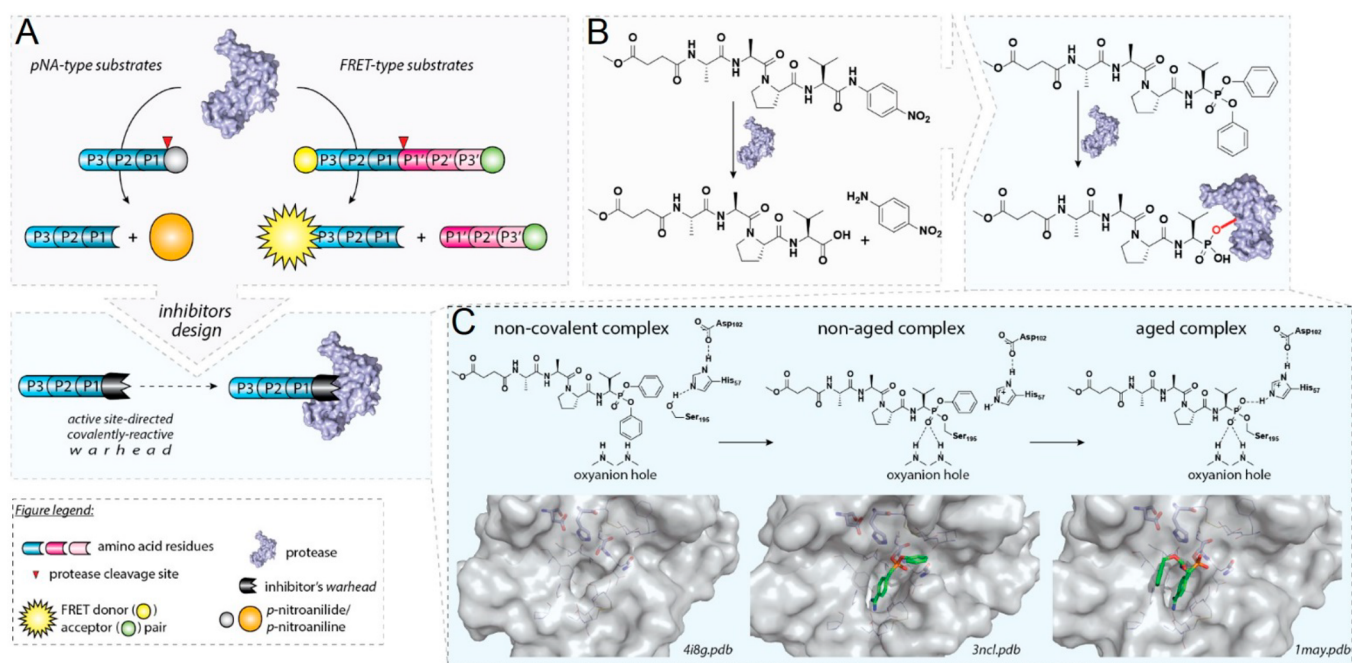 A
pNA-type substrates
FRET-type substrates
P3 P2 P1
P3 P2 P1 P1' P2' P3'
P3 P2 P1 +
P3 P2 P1 + P1' P2' P3'
inhibitors
design
P3 P2 P1
P3 P2 P1
active site-directed
covalently-reactive
warhead
Figure legend:
amino acid residues
protease
protease cleavage site
inhibitor's warhead
FRET donor ( )
acceptor ( ) pair
p-nitroanilide/
p-nitroaniline
B
O O H N O N H O N O N H O H N NO2
O O H N O N H O N O N H O OH + H2N NO2
O O H N O N H O N O N H P O O O
O O H N O N H O N O N H P O O OH
C
non-covalent complex
non-aged complex
aged complex
Asp102
His57
Ser195
oxyanion hole
Asp102
His57
Ser195
oxyanion hole
Asp102
His57
Ser195
oxyanion hole
4i8g.pdb
3ncl.pdb
1may.pdb